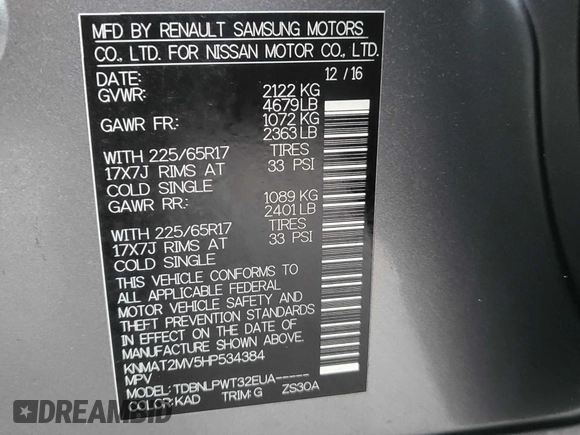 MFD BY RENAULT SAMSUNG MOTORS
CO., LTD. FOR NISSAN MOTOR CO., LTD.
DATE: 12 / 16
GVWR: 2122 KG
4679 LB
GAWR FR.: 1072 KG
2363 LB
WITH 225/65R17 TIRES
17X7J RIMS AT 33 PSI
COLD SINGLE
GAWR RR.: 1089 KG
2401 LB
WITH 225/65R17 TIRES
17X7J RIMS AT 33 PSI
COLD SINGLE
THIS VEHICLE CONFORMS TO
ALL APPLICABLE FEDERAL
MOTOR VEHICLE SAFETY AND
THEFT PREVENTION STANDARDS
IN EFFECT ON THE DATE OF
MANUFACTURE SHOWN ABOVE.
KNMAT2MV5HP534384
MPV
MODEL: TDBNLPWT32EUA-----
COLOR: KAD TRIM: G ZS30A
DREAMBID